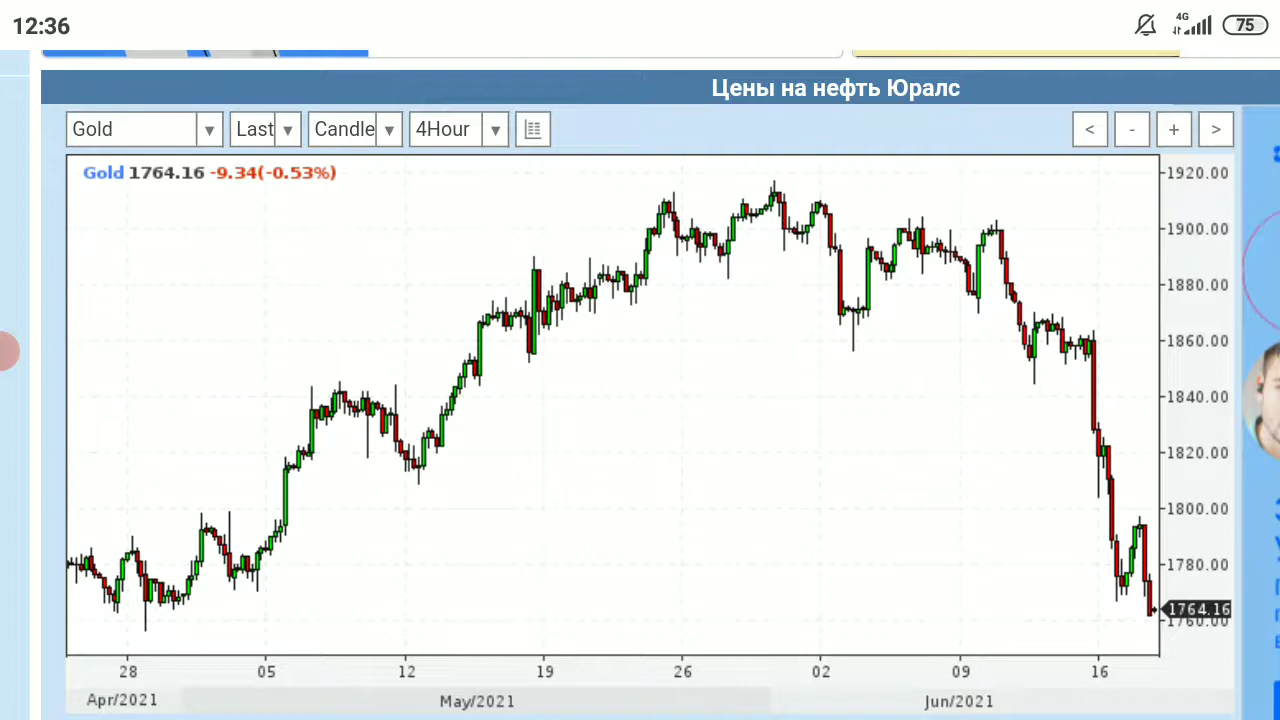 12:36
4G
75
Цены на нефть Юралс
Gold Last Candle 4Hour < - + >
Gold 1764.16 -9.34(-0.53%)
1920.00
1900.00
1880.00
1860.00
1840.00
1820.00
1800.00
1780.00
1764.16
1760.00
28 05 12 19 26 02 09 16
Apr/2021 May/2021 Jun/2021